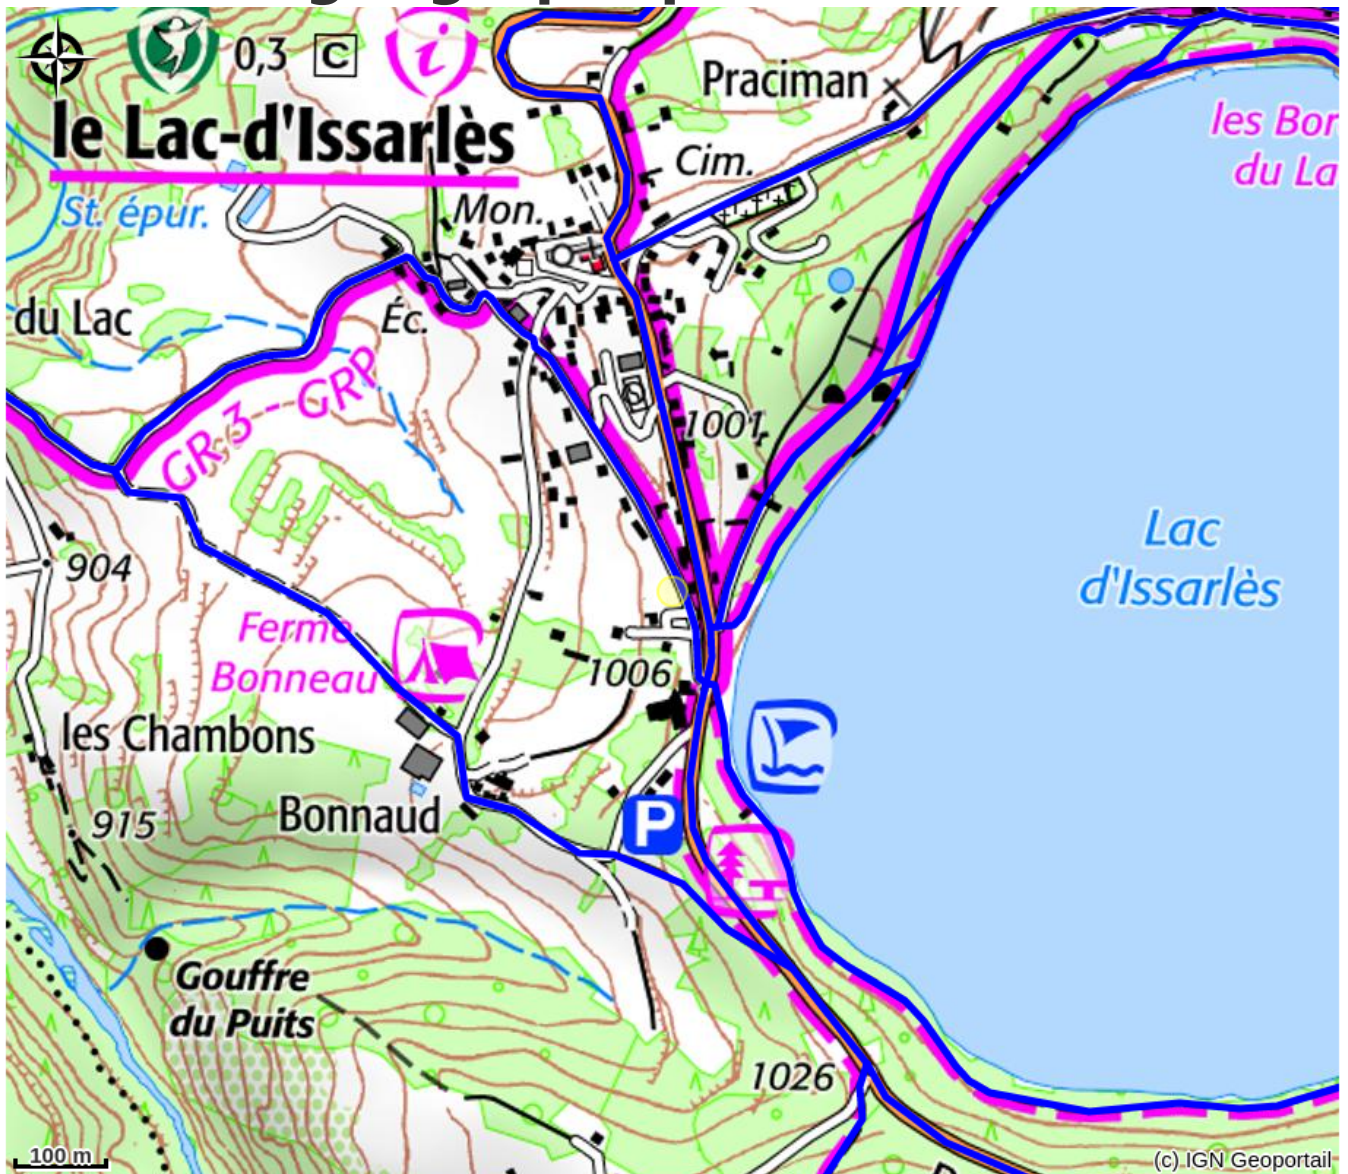 0,3 C i
Praciman
le Lac-d'Issarlès
les Bor
du La
Cim.
St. épur.
Mon.
du Lac
Éc.
GR 3 - GRP
1001
Lac
d'Issarlès
904
Ferme
Bonneau
1006
les Chambons
P
Bonnaud
915
Gouffre
du Puits
1026
100 m
(c) IGN Geoportail